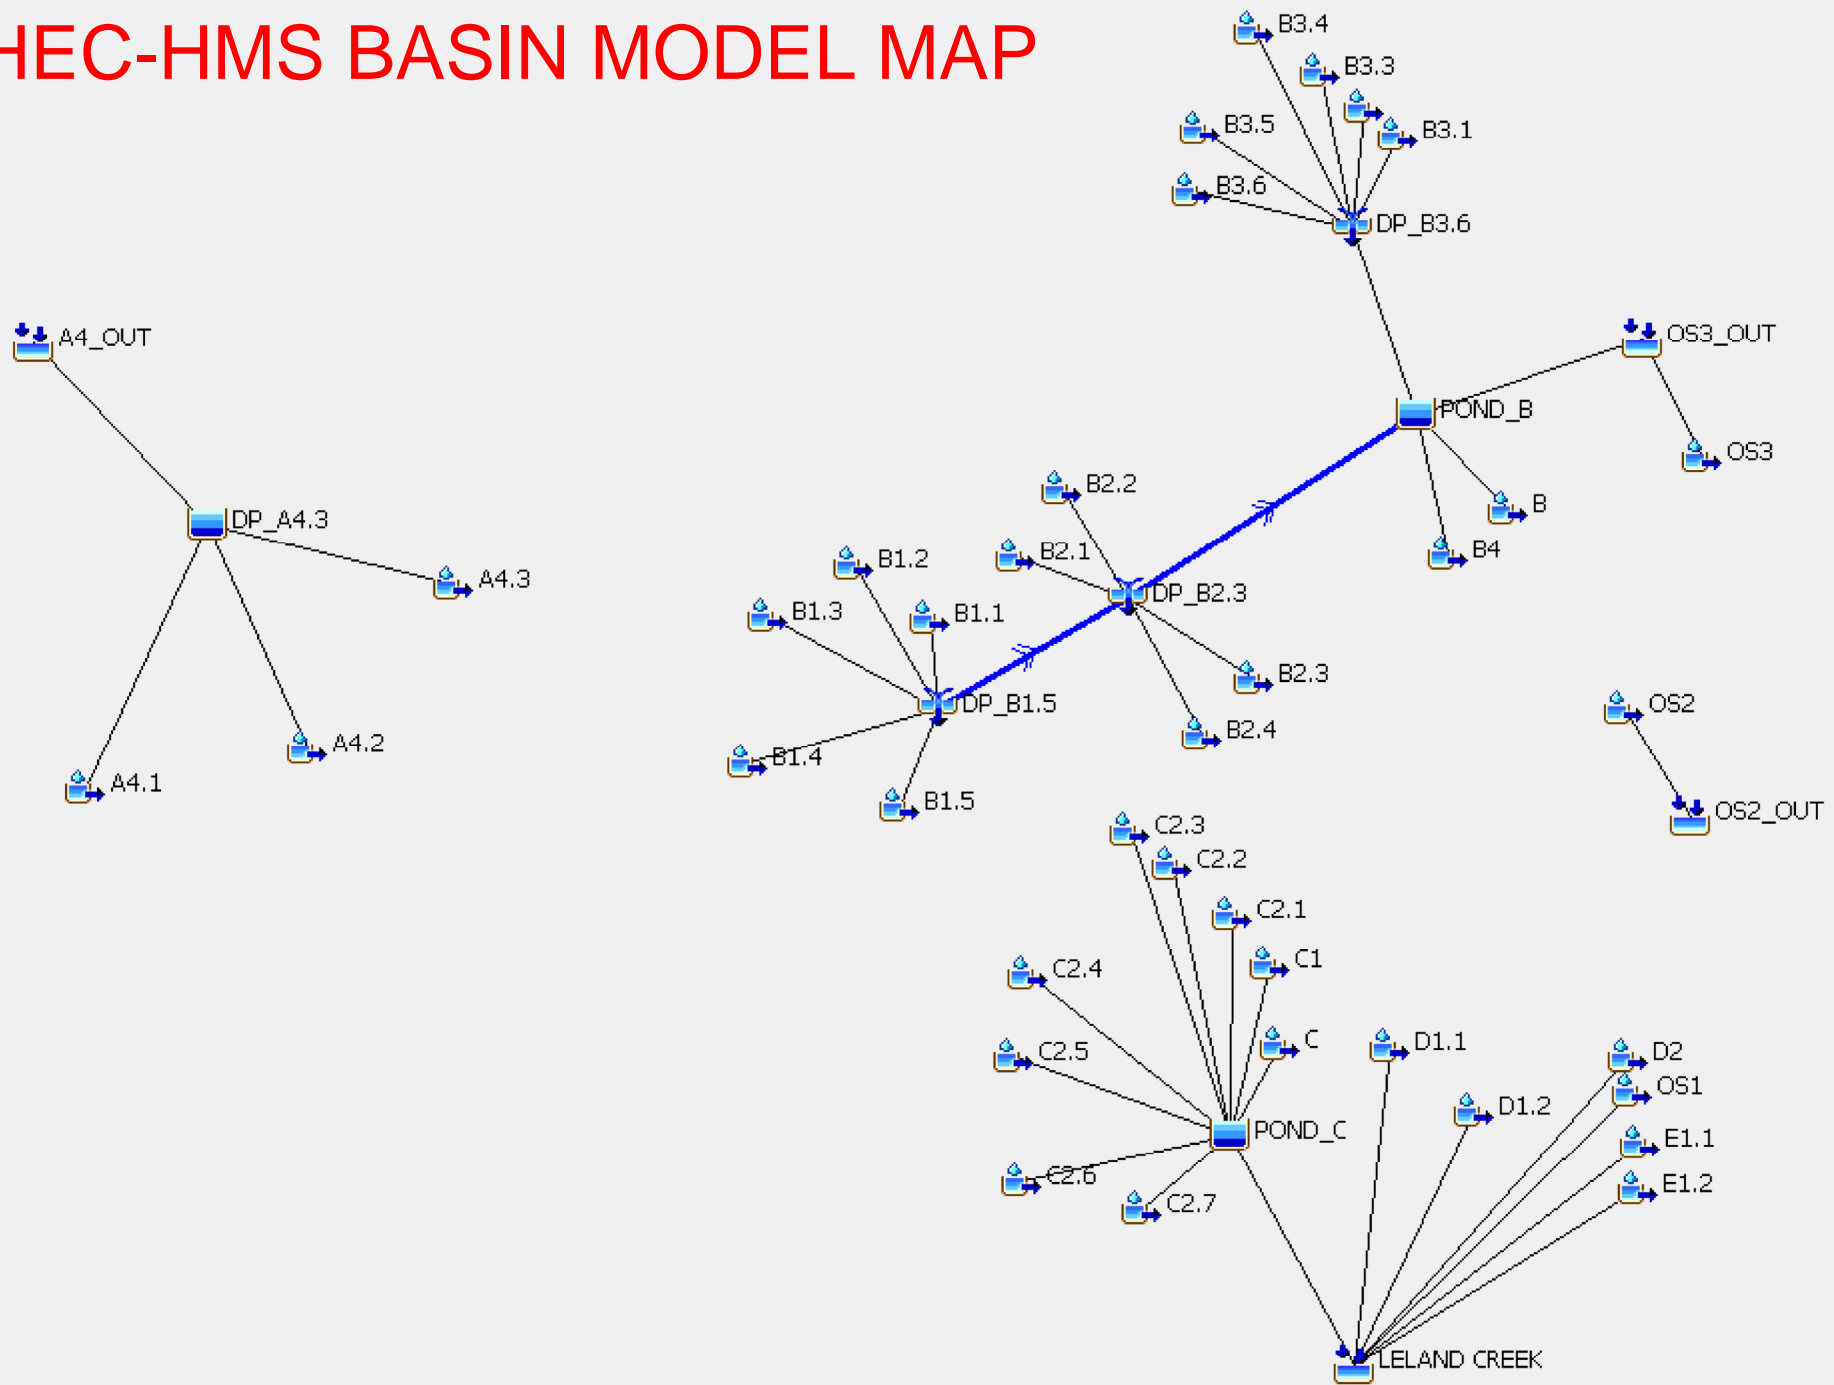 HEC-HMS BASIN MODEL MAP
B3.4
B3.3
B3.5
B3.1
B3.6
DP_B3.6
A4_OUT
OS3_OUT
POND_B
OS3
B2.2
B
DP_A4.3
B2.1
B4
B1.2
A4.3
DP_B2.3
B1.3
B1.1
B2.3
DP_B1.5
OS2
B2.4
A4.2
B1.4
A4.1
B1.5
OS2_OUT
C2.3
C2.2
C2.1
C1
C2.4
C
D1.1
C2.5
D2
OS1
D1.2
POND_C
E1.1
C2.6
E1.2
C2.7
LELAND CREEK